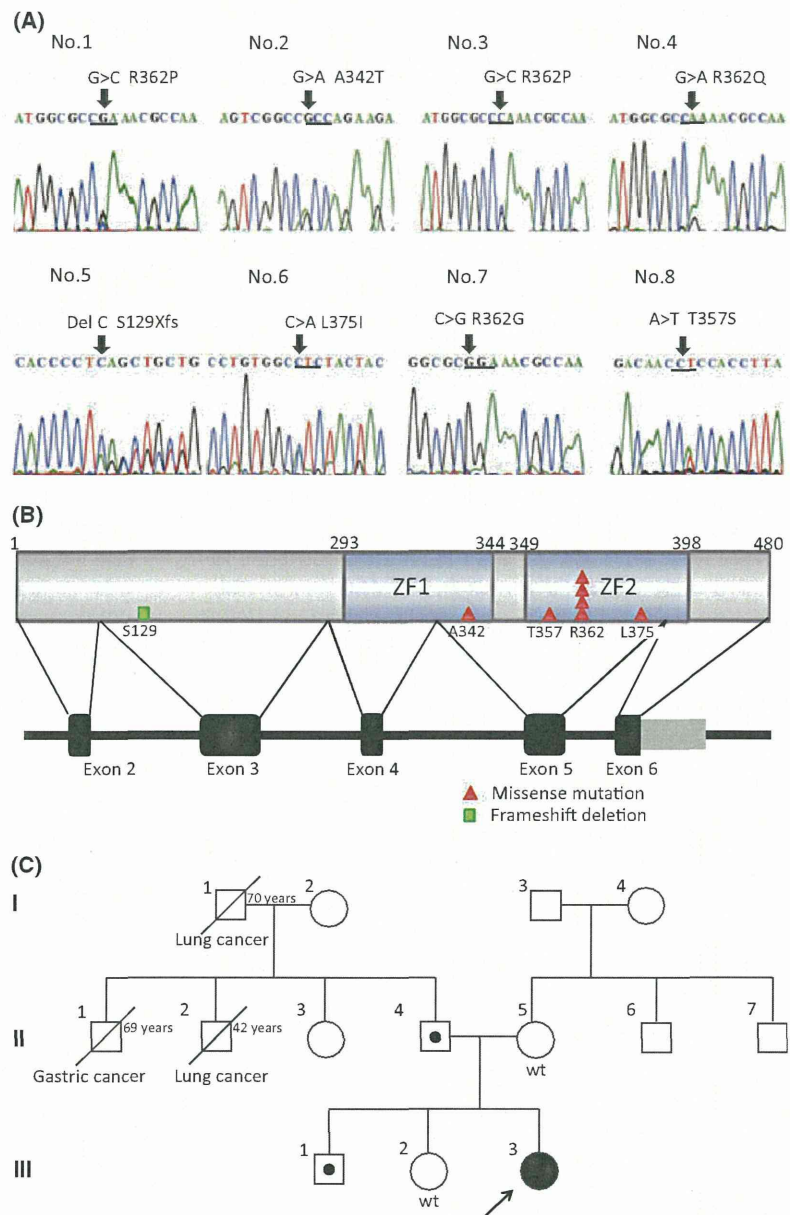 (A)
No.1 No.2 No.3 No.4
G>C R362P G>A A342T G>C R362P G>A R362Q
ATGGCGCCGAAACGCCAA AGTCGGCCGCCAGAAGA ATGGCGCCCAAACGCCAA ATGGCGCCAAAACGCCAA
No.5 No.6 No.7 No.8
Del C S129Xfs C>A L375I C>G R362G A>T T357S
CACCCCTCAGCTGCTG CCTGTGGCCTCTACTAC GGCGCGGAAACGCCAA GACAACCTCCACCTTA
(B)
1 293 344 349 398 480
ZF1 ZF2
S129 A342 T357 R362 L375
Exon 2 Exon 3 Exon 4 Exon 5 Exon 6
Missense mutation
Frameshift deletion
(C)
I 1 70 years 2 3 4
Lung cancer
II 1 69 years 2 42 years 3 4 5 6 7
Gastric cancer Lung cancer wt
III 1 2 3
wt